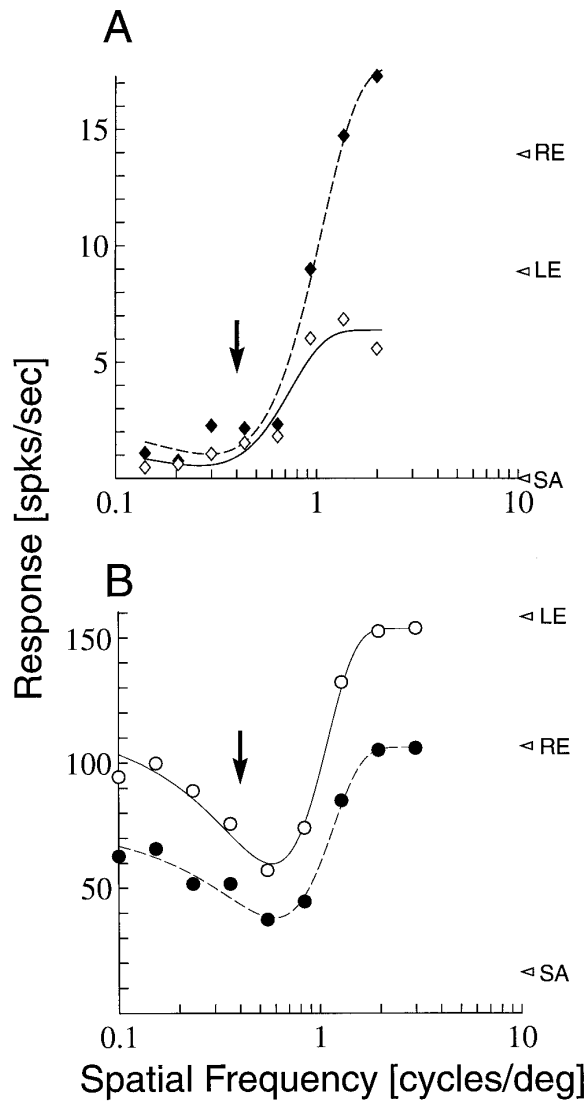 A
15
10
5
0.1
1
10
RE
LE
SA
Response [spks/sec]
B
150
100
50
0.1
1
10
LE
RE
SA
Spatial Frequency [cycles/deg]